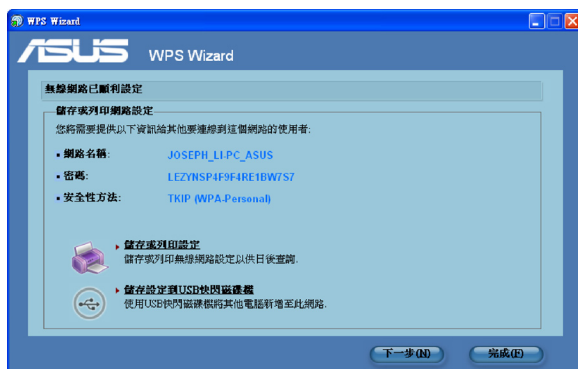 WPS Wizard
ASUS WPS Wizard
無線網路已順利設定
儲存或列印網路設定
您將需要提供以下資訊給其他要連線到這個網路的使用者:
▪ 網路名稱: JOSEPH_LI-PC_ASUS
▪ 密碼: LEZYNSP4F9F4RE1BW7S7
▪ 安全性方法: TKIP (WPA-Personal)
儲存或列印設定
儲存或列印無線網路設定以供日後查詢.
儲存設定到USB快閃磁碟機
使用USB快閃磁碟機將其他電腦新增至此網路.
下一步(N) 完成(F)